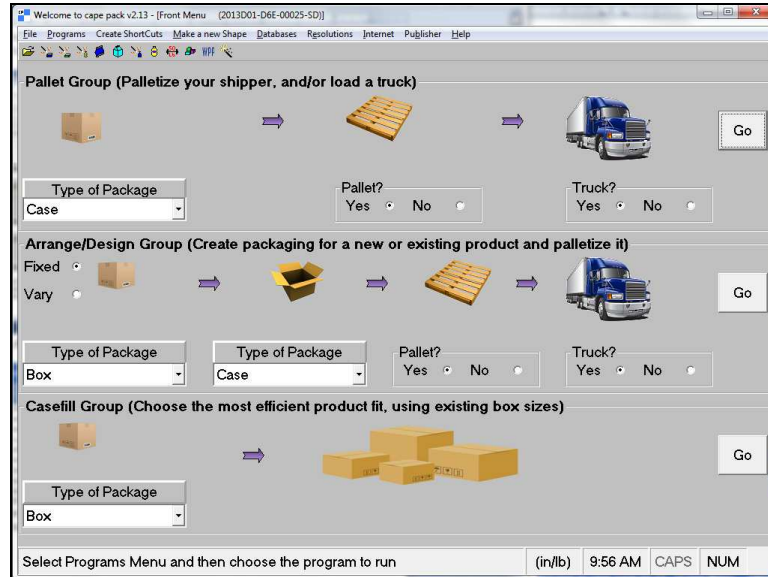 Welcome to cape pack v2.13 - [Front Menu (2013D01-D6E-00025-SD)]
File Programs Create ShortCuts Make a new Shape Databases Resolutions Internet Publisher Help
WPF
Pallet Group (Palletize your shipper, and/or load a truck)
Go
Type of Package
Pallet?
Truck?
Case
Yes No
Yes No
Arrange/Design Group (Create packaging for a new or existing product and palletize it)
Fixed
Vary
Go
Type of Package
Type of Package
Pallet?
Truck?
Box
Case
Yes No
Yes No
Casefill Group (Choose the most efficient product fit, using existing box sizes)
Go
Type of Package
Box
Select Programs Menu and then choose the program to run
(in/lb) 9:56 AM CAPS NUM